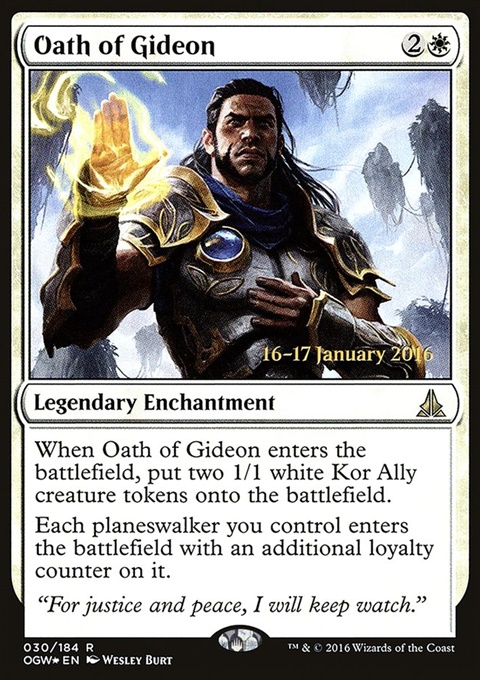 Oath of Gideon 2
16–17 January 2016
Legendary Enchantment
When Oath of Gideon enters the
battlefield, put two 1/1 white Kor Ally
creature tokens onto the battlefield.
Each planeswalker you control enters
the battlefield with an additional loyalty
counter on it.
“For justice and peace, I will keep watch.”
030/184 R
OGW★EN Wesley Burt
™ & © 2016 Wizards of the Coast